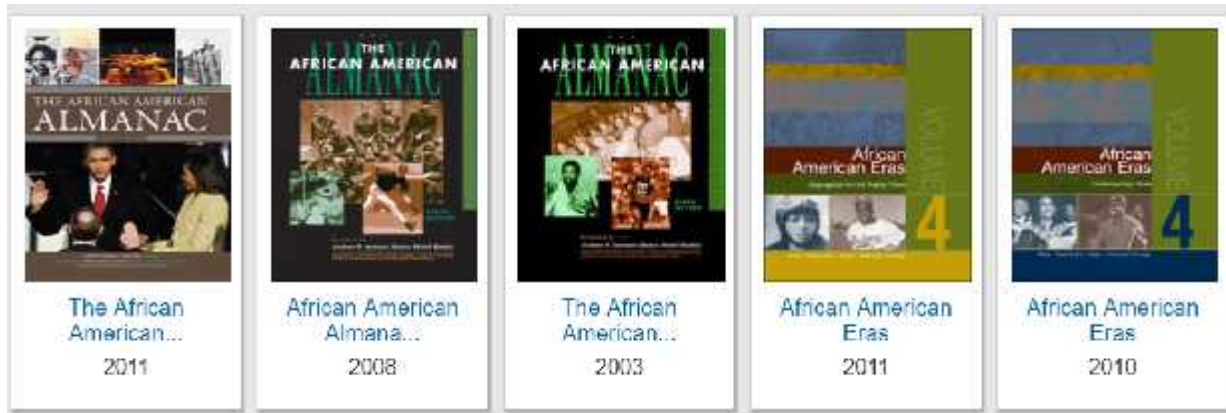 THE AFRICAN AMERICAN
ALMANAC
The African
American...
2011
THE
AFRICAN AMERICAN
ALMANAC
African American
Almana...
2008
THE
AFRICAN AMERICAN
ALMANAC
The African
American...
2003
VOLUME
African
American Eras
4
African American
Eras
2011
VOLUME
African
American Eras
4
African American
Eras
2010